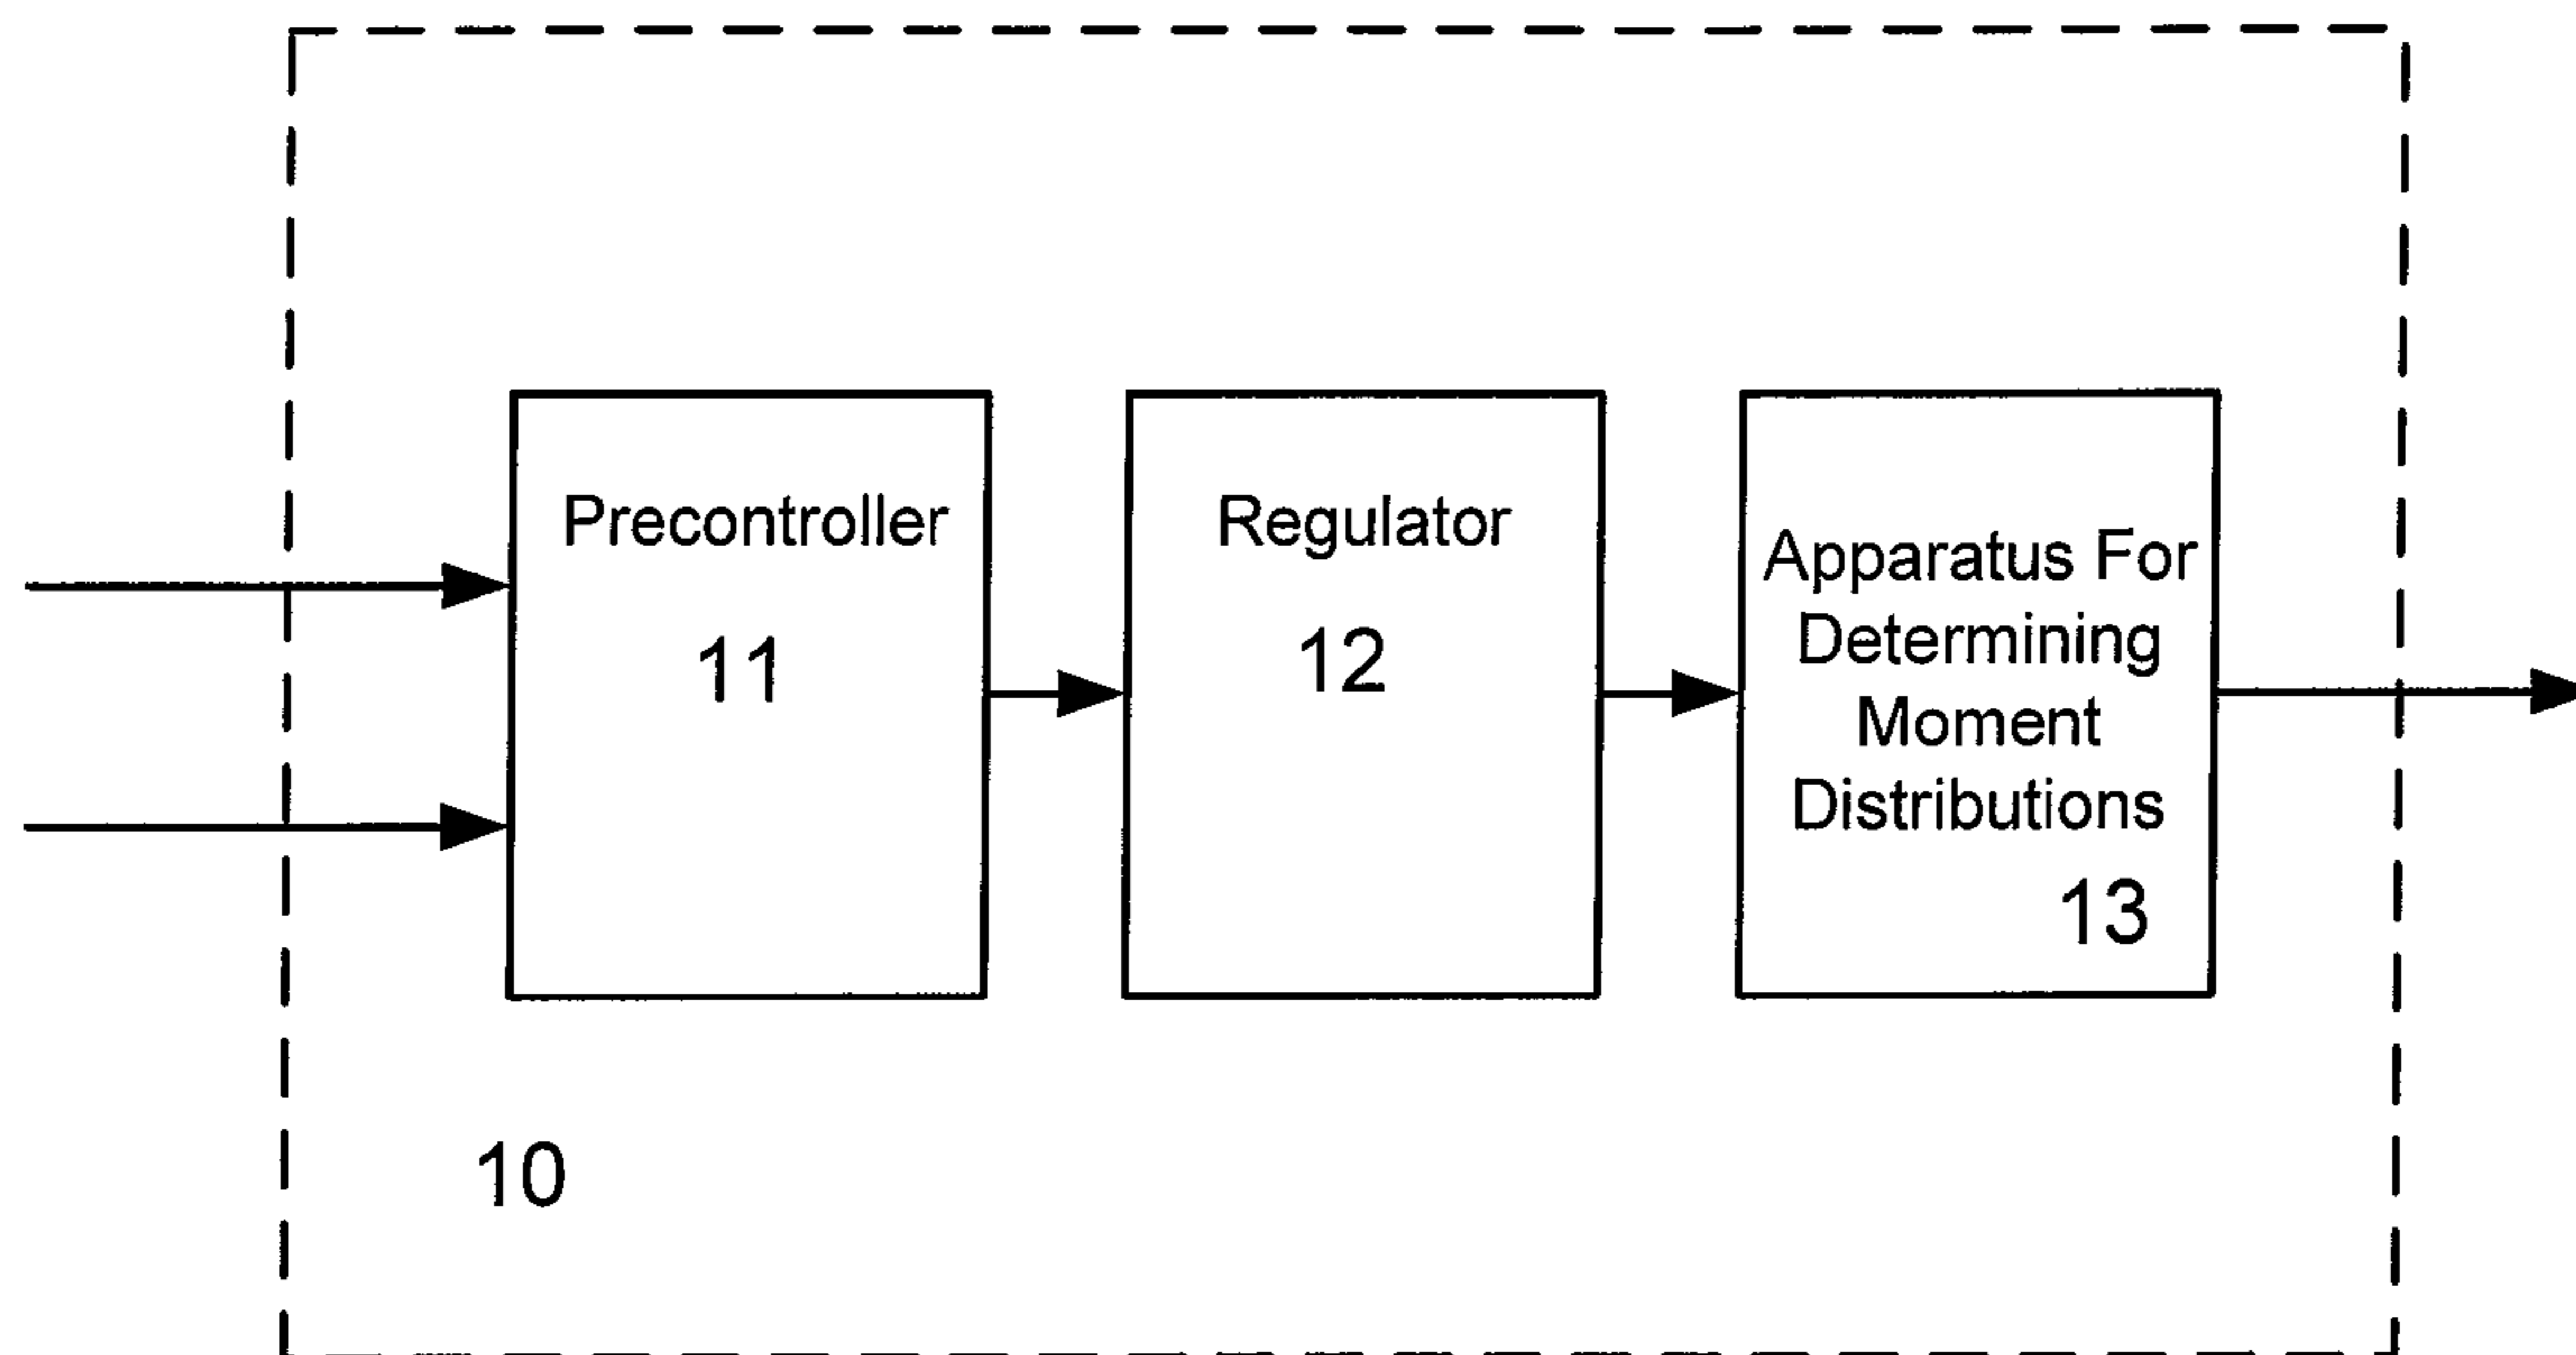 Precontroller
11
Regulator
12
Apparatus For
Determining
Moment
Distributions
13
10